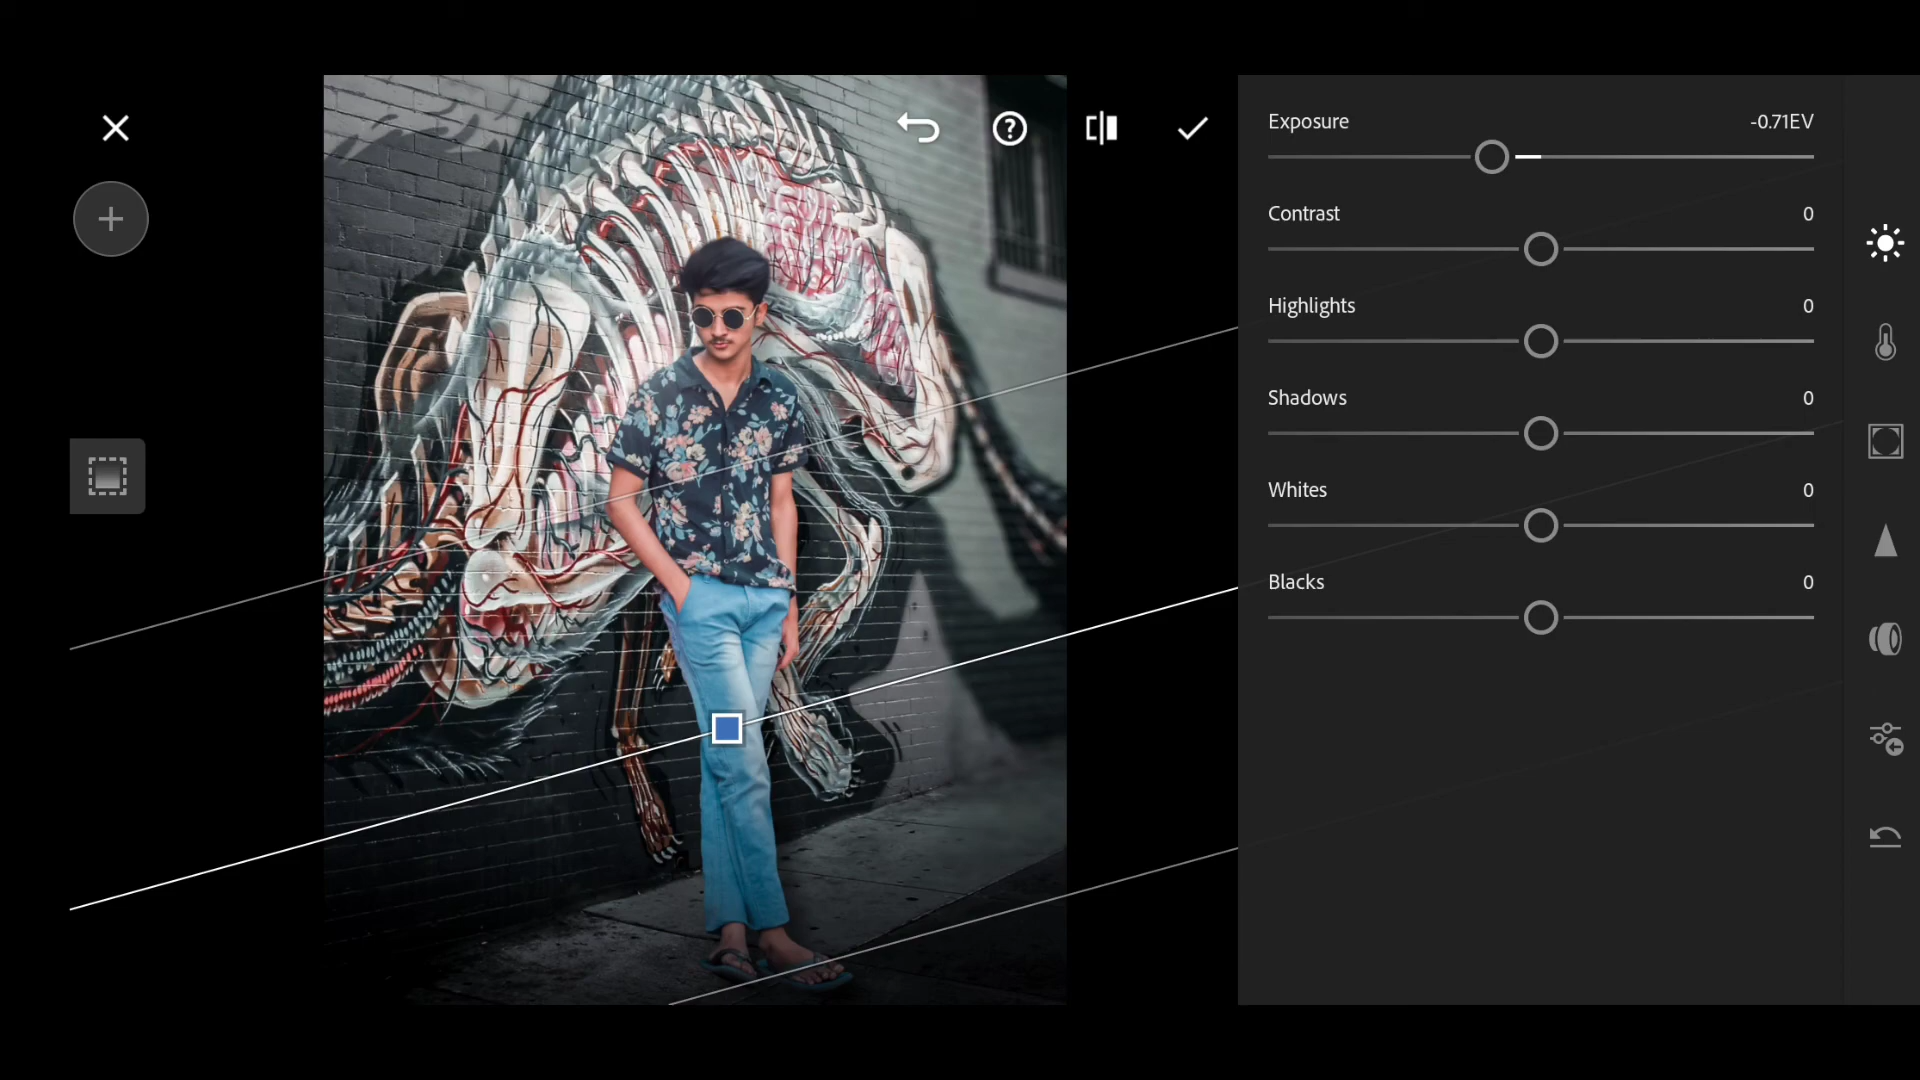 Exposure -0.71EV
Contrast 0
Highlights 0
Shadows 0
Whites 0
Blacks 0